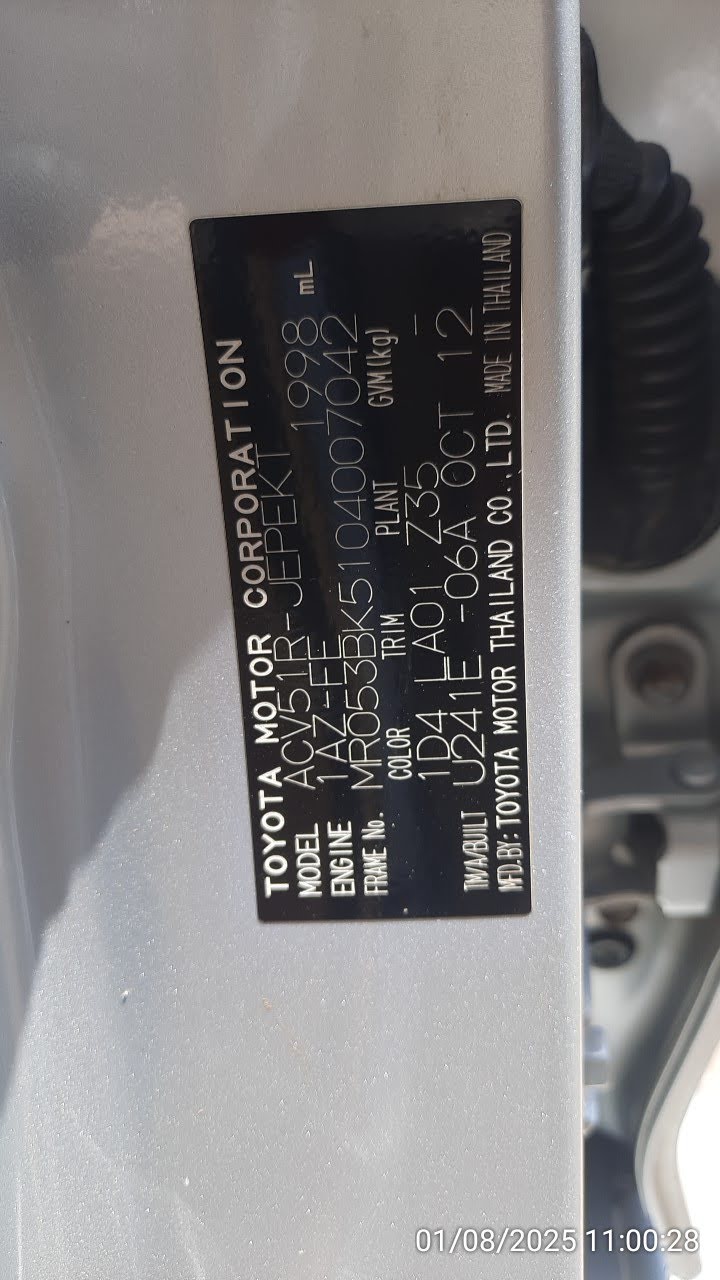 TOYOTA MOTOR CORPORATION
MODEL ACV51R-JEPEKT 1998 mL
ENGINE 1AZ-FE
FRAME No. MR053BK5104007042
COLOR TRIM PLANT GVM(kg)
1D4 LA01 Z35 —
TM/A/BUILT U241E -06A OCT 12
MFD.BY: TOYOTA MOTOR THAILAND CO., LTD. MADE IN THAILAND
01/08/2025 11:00:28